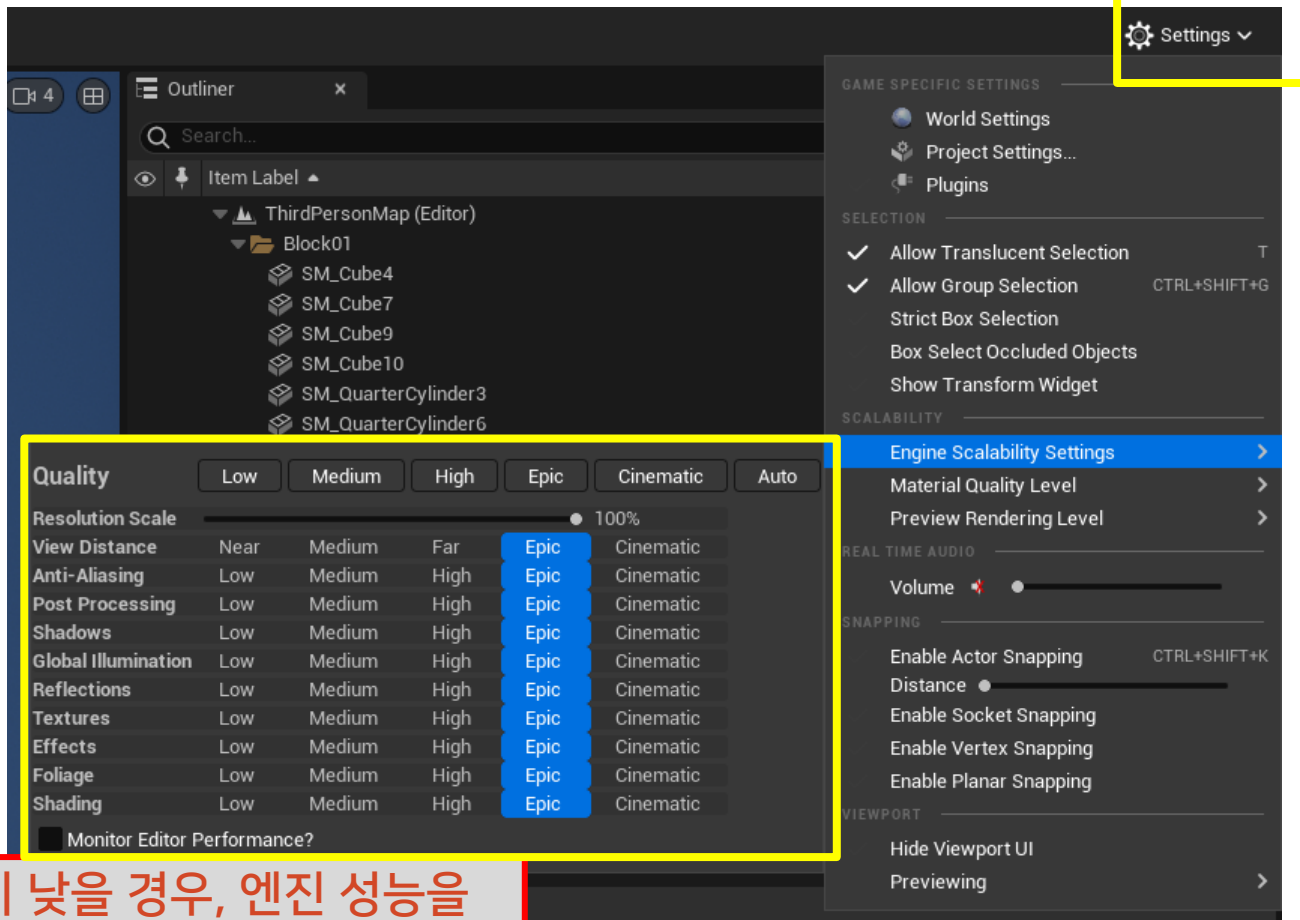 Settings
4
Outliner
Search...
Item Label
ThirdPersonMap (Editor)
Block01
SM_Cube4
SM_Cube7
SM_Cube9
SM_Cube10
SM_QuarterCylinder3
SM_QuarterCylinder6
GAME SPECIFIC SETTINGS
World Settings
Project Settings...
Plugins
SELECTION
Allow Translucent Selection T
Allow Group Selection CTRL+SHIFT+G
Strict Box Selection
Box Select Occluded Objects
Show Transform Widget
SCALABILITY
Engine Scalability Settings
Material Quality Level
Preview Rendering Level
REAL TIME AUDIO
Volume
SNAPPING
Enable Actor Snapping CTRL+SHIFT+K
Distance
Enable Socket Snapping
Enable Vertex Snapping
Enable Planar Snapping
VIEWPORT
Hide Viewport UI
Previewing
Quality Low Medium High Epic Cinematic Auto
Resolution Scale 100%
View Distance Near Medium Far Epic Cinematic
Anti-Aliasing Low Medium High Epic Cinematic
Post Processing Low Medium High Epic Cinematic
Shadows Low Medium High Epic Cinematic
Global Illumination Low Medium High Epic Cinematic
Reflections Low Medium High Epic Cinematic
Textures Low Medium High Epic Cinematic
Effects Low Medium High Epic Cinematic
Foliage Low Medium High Epic Cinematic
Shading Low Medium High Epic Cinematic
Monitor Editor Performance?
낮을 경우, 엔진 성능을